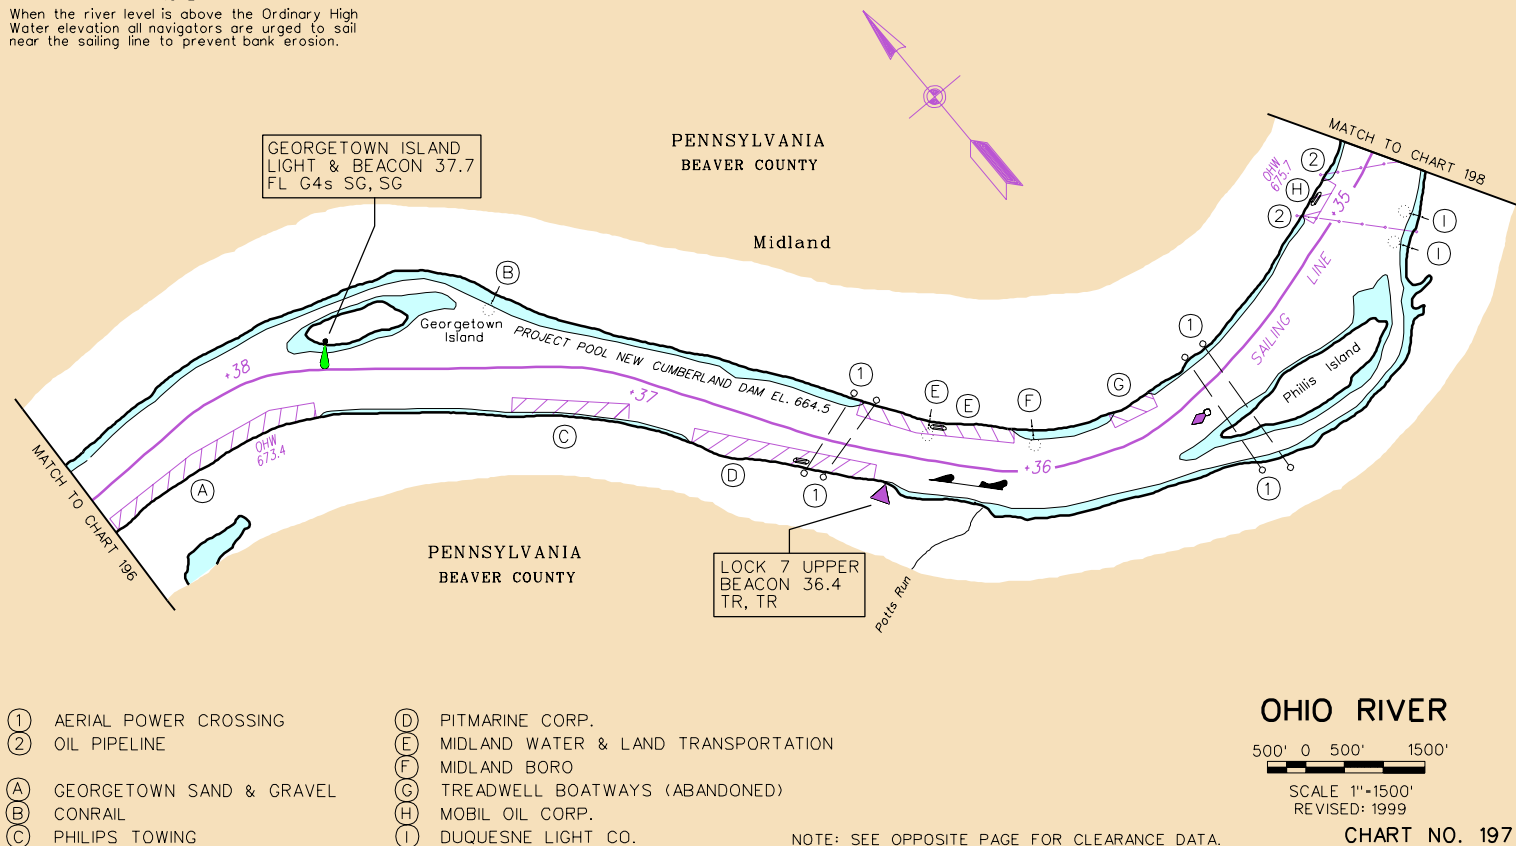 When the river level is above the Ordinary High
Water elevation all navigators are urged to sail
near the sailing line to prevent bank erosion.
GEORGETOWN ISLAND
LIGHT & BEACON 37.7
FL G4s SG, SG
PENNSYLVANIA
BEAVER COUNTY
Midland
MATCH TO CHART 198
OHW
675.7
2
H
2
+35
I
I
LINE
SAILING
1
Phillis Island
B
Georgetown
Island
PROJECT POOL NEW CUMBERLAND DAM EL. 664.5
+38
+37
1
E
E
F
G
+36
OHW
673.4
MATCH TO CHART 196
A
C
D
1
1
PENNSYLVANIA
BEAVER COUNTY
LOCK 7 UPPER
BEACON 36.4
TR, TR
Potts Run
1 AERIAL POWER CROSSING
2 OIL PIPELINE
A GEORGETOWN SAND & GRAVEL
B CONRAIL
C PHILIPS TOWING
D PITMARINE CORP.
E MIDLAND WATER & LAND TRANSPORTATION
F MIDLAND BORO
G TREADWELL BOATWAYS (ABANDONED)
H MOBIL OIL CORP.
I DUQUESNE LIGHT CO.
NOTE: SEE OPPOSITE PAGE FOR CLEARANCE DATA.
OHIO RIVER
500' 0 500' 1500'
SCALE 1"=1500'
REVISED: 1999
CHART NO. 197